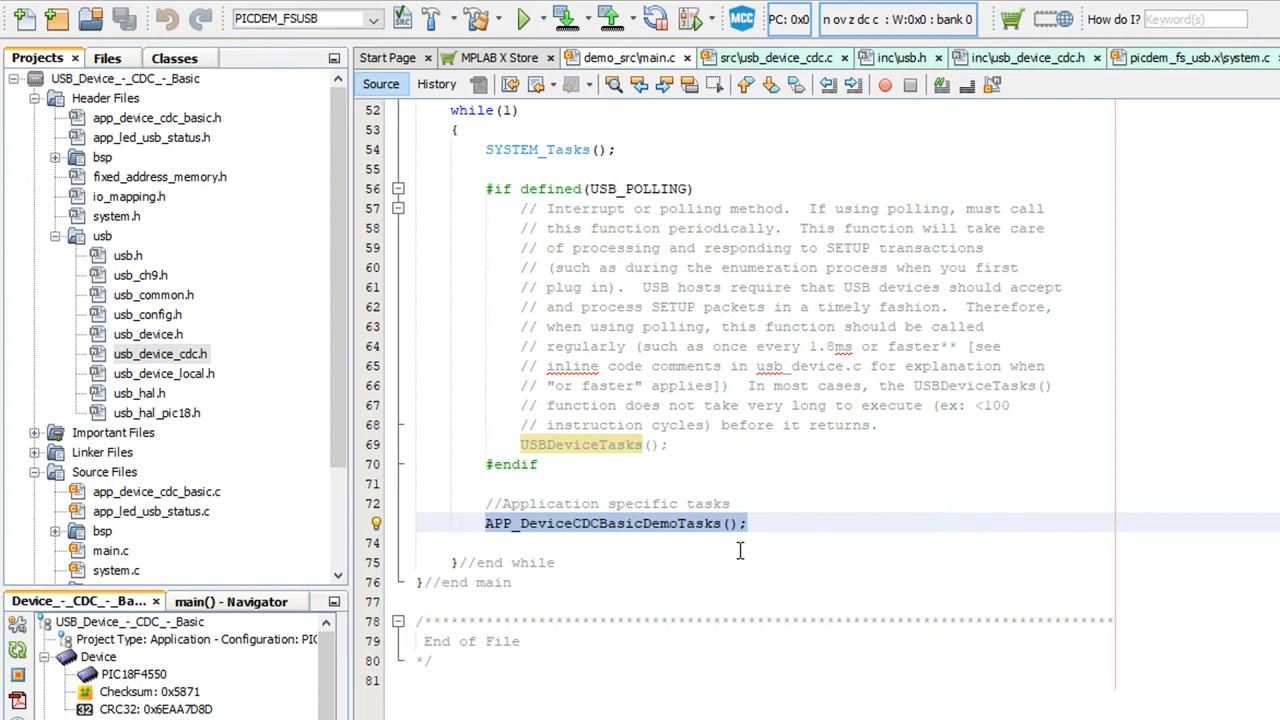 PICDEM_FSUSB
MCC
PC: 0x0
n ov z dc c : W:0x0 : bank 0
How do I?
Keyword(s)
Projects
Files
Classes
Start Page
MPLAB X Store
demo_src\main.c
src\usb_device_cdc.c
inc\usb.h
inc\usb_device_cdc.h
picdem_fs_usb.x\system.c
Source
History
USB_Device_-_CDC_-_Basic
Header Files
app_device_cdc_basic.h
app_led_usb_status.h
bsp
fixed_address_memory.h
io_mapping.h
system.h
usb
usb.h
usb_ch9.h
usb_common.h
usb_config.h
usb_device.h
usb_device_cdc.h
usb_device_local.h
usb_hal.h
usb_hal_pic18.h
Important Files
Linker Files
Source Files
app_device_cdc_basic.c
app_led_usb_status.c
bsp
main.c
system.c
52 while(1)
53 {
54 SYSTEM_Tasks();
55
56 #if defined(USB_POLLING)
57 // Interrupt or polling method.  If using polling, must call
58 // this function periodically.  This function will take care
59 // of processing and responding to SETUP transactions
60 // (such as during the enumeration process when you first
61 // plug in).  USB hosts require that USB devices should accept
62 // and process SETUP packets in a timely fashion.  Therefore,
63 // when using polling, this function should be called
64 // regularly (such as once every 1.8ms or faster** [see
65 // inline code comments in usb_device.c for explanation when
66 // "or faster" applies])  In most cases, the USBDeviceTasks()
67 // function does not take very long to execute (ex: <100
68 // instruction cycles) before it returns.
69 USBDeviceTasks();
70 #endif
71
72 //Application specific tasks
73 APP_DeviceCDCBasicDemoTasks();
74
75 }//end while
76 }//end main
77
78 /*******************************************************************************
79 End of File
80 */
81
Device_-_CDC_-_Ba...
main() - Navigator
USB_Device_-_CDC_-_Basic
Project Type: Application - Configuration: PIC
Device
PIC18F4550
Checksum: 0x5871
CRC32: 0x6EAA7D8D